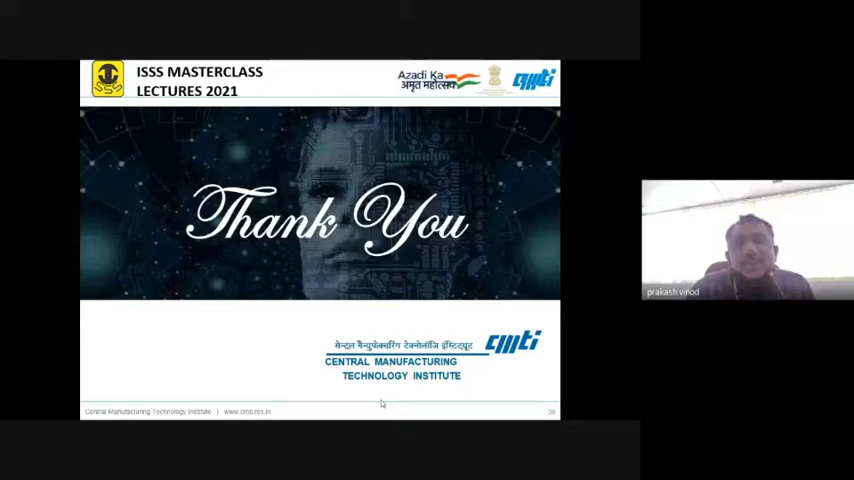 ISSS MASTERCLASS
LECTURES 2021
Azadi Ka
अमृत महोत्सव
cmti
Thank You
सेन्ट्रल मैन्युफेक्चरिंग टेक्नोलॉजि इंस्टिट्यूट
cmti
CENTRAL MANUFACTURING
TECHNOLOGY INSTITUTE
Central Manufacturing Technology Institute | www.cmti.res.in
prakash vinod